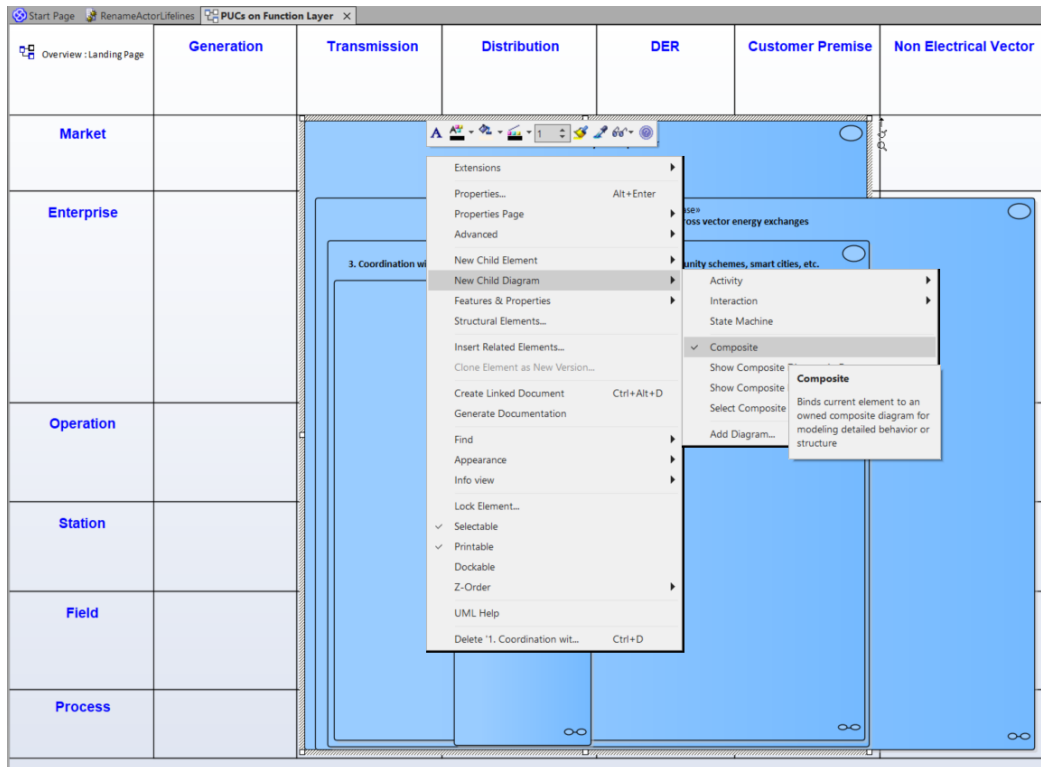 Start Page RenameActorLifelines PUCs on Function Layer
Overview : Landing Page
Generation Transmission Distribution DER Customer Premise Non Electrical Vector
Market
Enterprise
Operation
Station
Field
Process
3. Coordination wi
ross vector energy exchanges
unity schemes, smart cities, etc.
1
Extensions
Properties... Alt+Enter
Properties Page
Advanced
New Child Element
New Child Diagram
Features & Properties
Structural Elements...
Insert Related Elements...
Clone Element as New Version...
Create Linked Document Ctrl+Alt+D
Generate Documentation
Find
Appearance
Info view
Lock Element...
Selectable
Printable
Dockable
Z-Order
UML Help
Delete '1. Coordination wit... Ctrl+D
Activity
Interaction
State Machine
Composite
Show Composite
Show Composite
Select Composite
Add Diagram...
Composite
Binds current element to an
owned composite diagram for
modeling detailed behavior or
structure